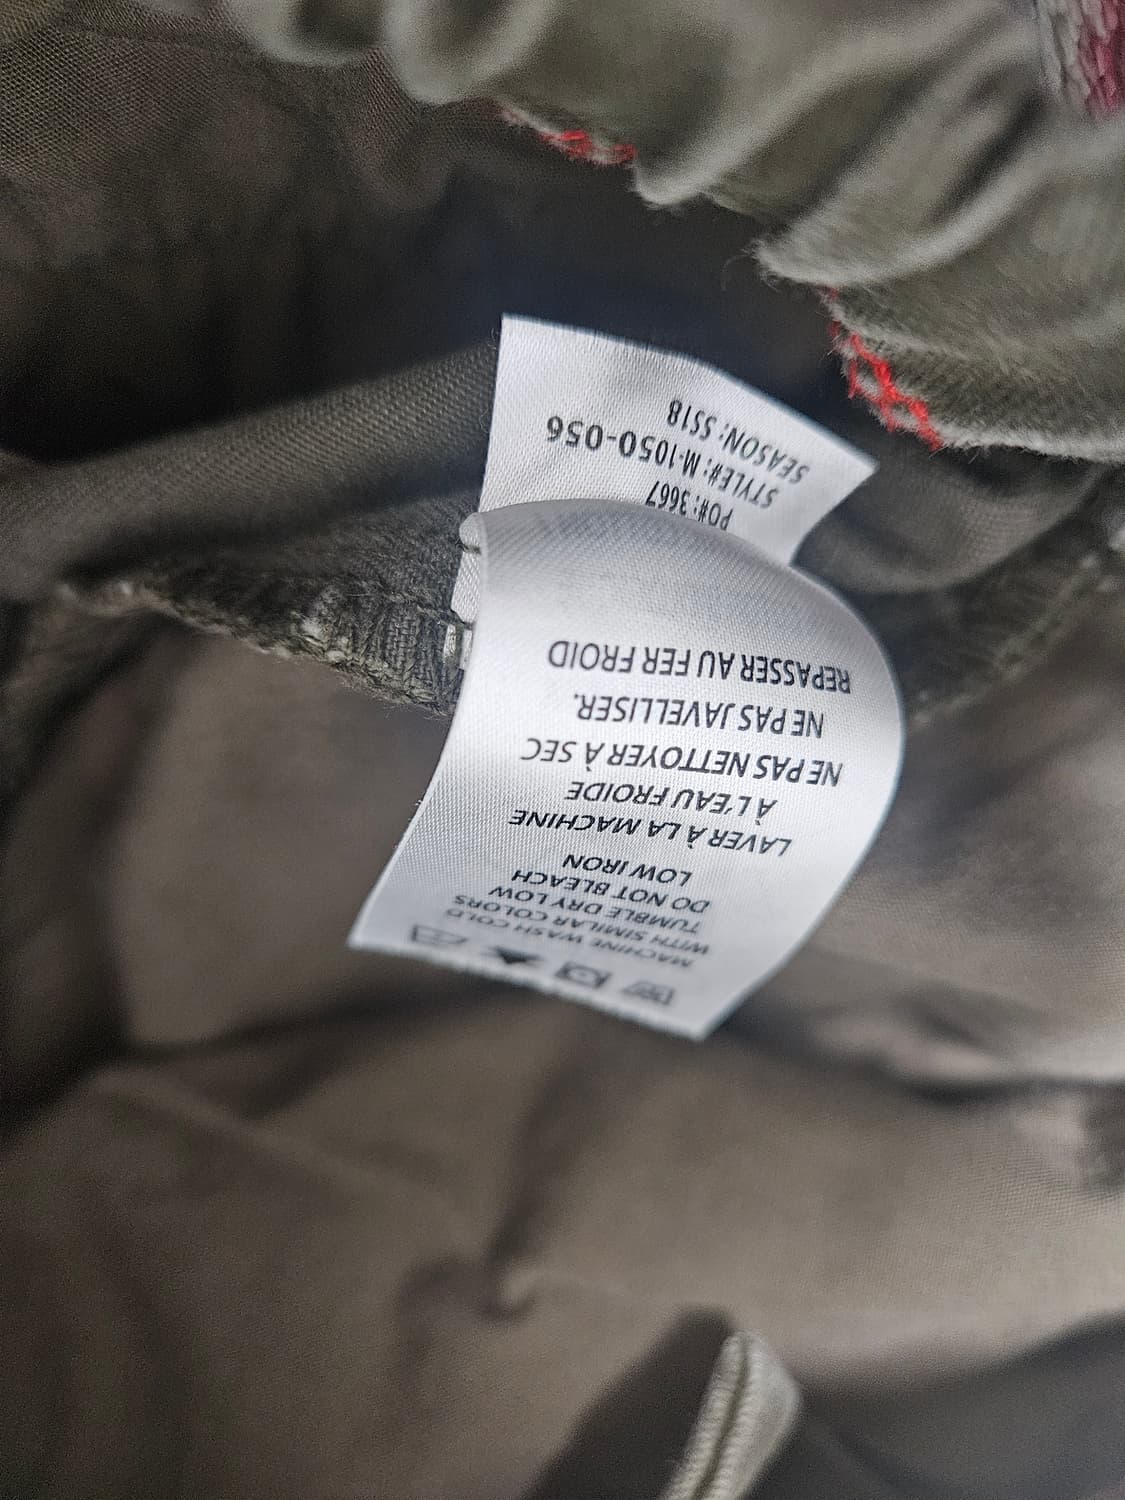 MACHINE WASH COLD
WITH SIMILAR COLORS
TUMBLE DRY LOW
DO NOT BLEACH
LOW IRON
LAVER À LA MACHINE
À L'EAU FROIDE
NE PAS NETTOYER À SEC
NE PAS JAVELLISER.
REPASSER AU FER FROID
PO#: 3667
STYLE#: M-1050-056
SEASON: SS18